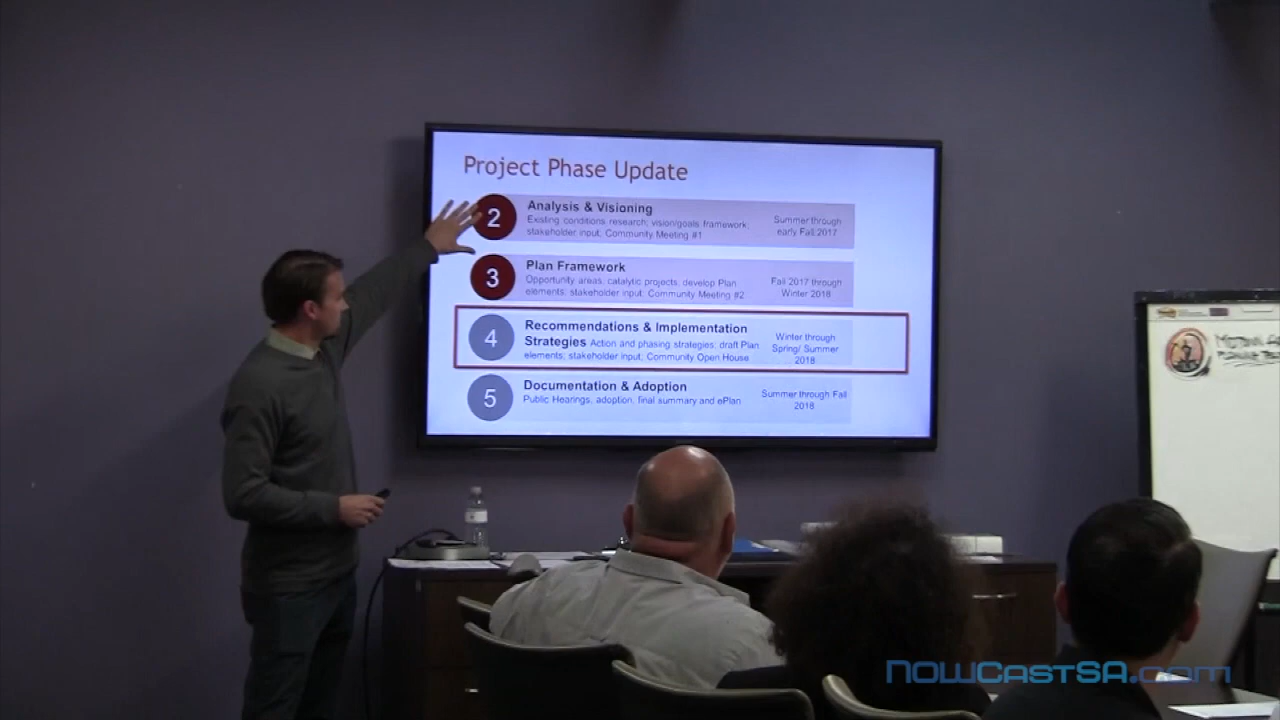 Project Phase Update
2
Analysis & Visioning
Existing conditions research; vision/goals framework;
stakeholder input; Community Meeting #1
Summer through
early Fall 2017
3
Plan Framework
Opportunity areas, catalytic projects, develop Plan
elements; stakeholder input; Community Meeting #2
Fall 2017 through
Winter 2018
4
Recommendations & Implementation
Strategies Action and phasing strategies; draft Plan
elements; stakeholder input; Community Open House
Winter through
Spring/ Summer
2018
5
Documentation & Adoption
Public Hearings, adoption, final summary and ePlan
Summer through Fall
2018
NOWCastSA.com